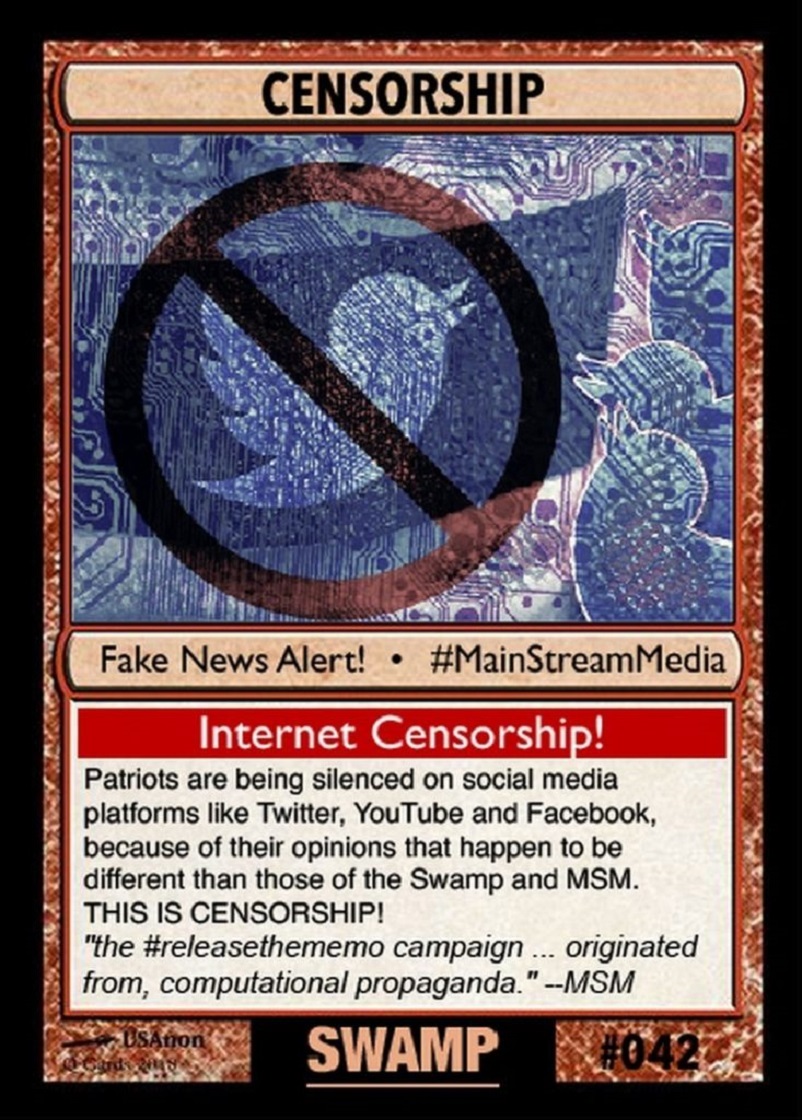 CENSORSHIP
Fake News Alert! • #MainStreamMedia
Internet Censorship!
Patriots are being silenced on social media
platforms like Twitter, YouTube and Facebook,
because of their opinions that happen to be
different than those of the Swamp and MSM.
THIS IS CENSORSHIP!
"the #releasethememo campaign ... originated
from, computational propaganda." --MSM
USAnon
Q Cards 2018
SWAMP
#042